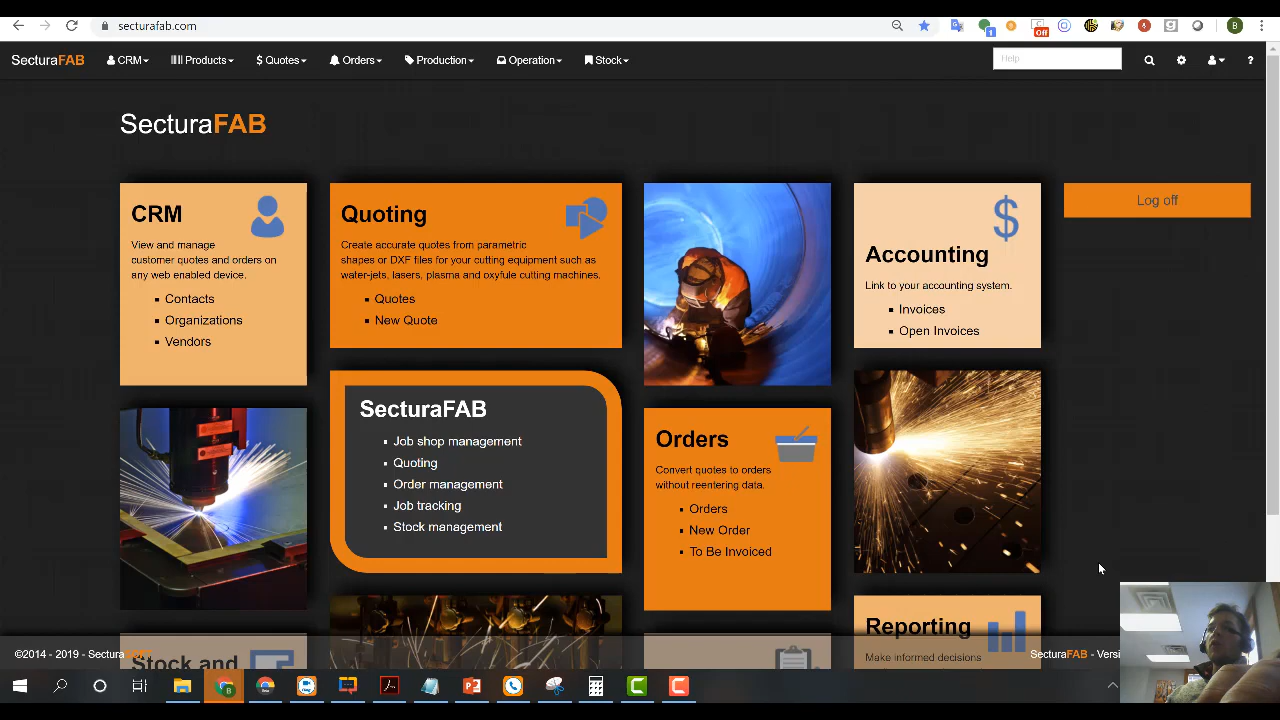 securafab.com
SecturaFAB
CRM
Products
Quotes
Orders
Production
Operation
Stock
Help
?
B
1
Off
SecturaFAB
CRM
View and manage
customer quotes and orders on
any web enabled device.
Contacts
Organizations
Vendors
Quoting
Create accurate quotes from parametric
shapes or DXF files for your cutting equipment such as
water-jets, lasers, plasma and oxyfule cutting machines.
Quotes
New Quote
Accounting
Link to your accounting system.
Invoices
Open Invoices
Log off
SecturaFAB
Job shop management
Quoting
Order management
Job tracking
Stock management
Orders
Convert quotes to orders
without reentering data.
Orders
New Order
To Be Invoiced
Reporting
Make informed decisions
Stock and
©2014 - 2019 - Sectura
SecturaFAB - Versi